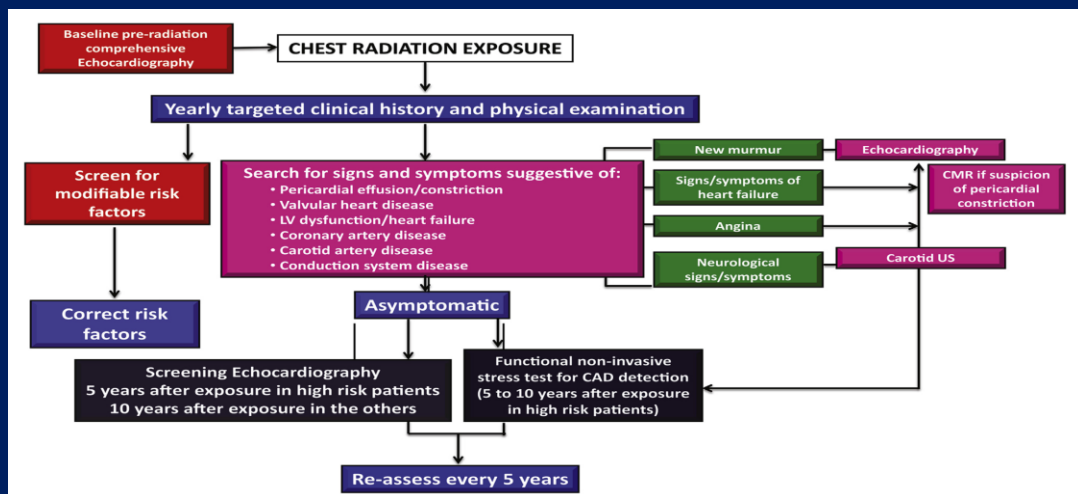 Baseline pre-radiation
comprehensive
Echocardiography
CHEST RADIATION EXPOSURE
Yearly targeted clinical history and physical examination
Screen for
modifiable risk
factors
Correct risk
factors
Search for signs and symptoms suggestive of:
• Pericardial effusion/constriction
• Valvular heart disease
• LV dysfunction/heart failure
• Coronary artery disease
• Carotid artery disease
• Conduction system disease
New murmur
Signs/symptoms of
heart failure
Angina
Neurological
signs/symptoms
Echocardiography
CMR if suspicion
of pericardial
constriction
Carotid US
Asymptomatic
Screening Echocardiography
5 years after exposure in high risk patients
10 years after exposure in the others
Functional non-invasive
stress test for CAD detection
(5 to 10 years after exposure
in high risk patients)
Re-assess every 5 years